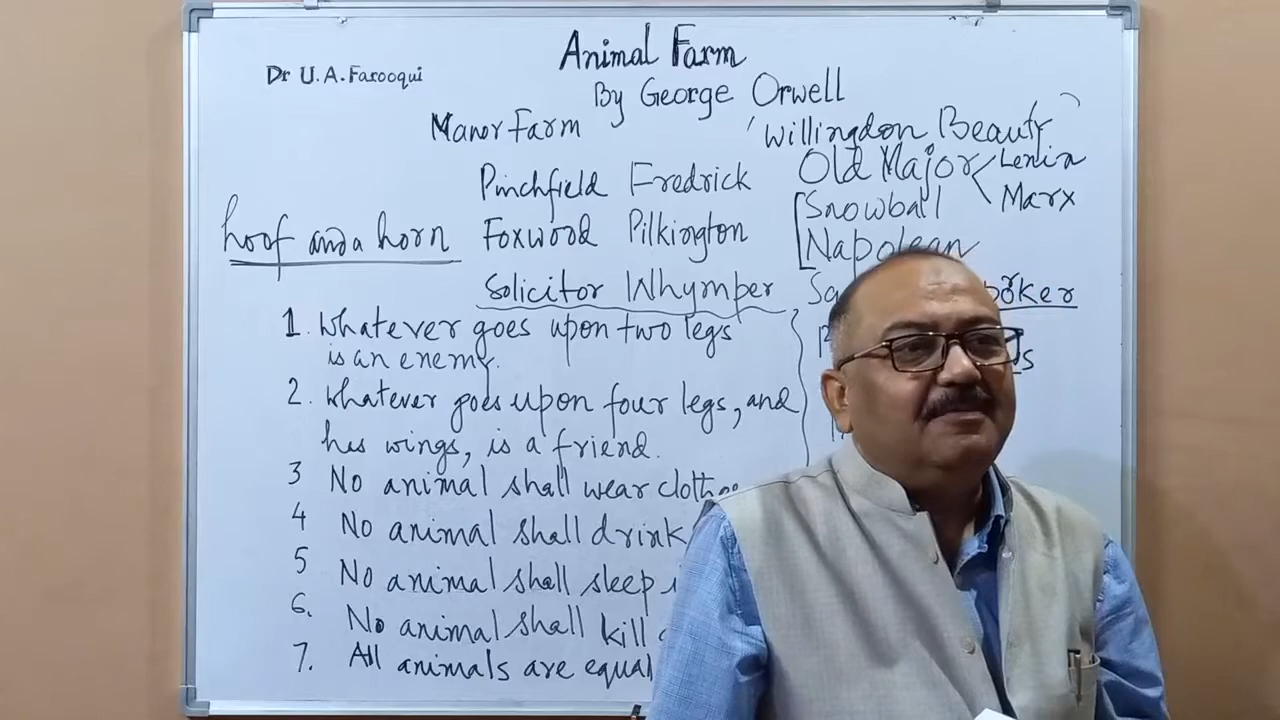 Animal Farm
Dr U.A. Farooqui
By George Orwell
Manor Farm
'Willingdon Beauty'
Pinchfield Fredrick
Old Major Lenin
Marx
Snowball
hoof and a horn
Foxwood Pilkington
Napolean
Solicitor Whymper
1. Whatever goes upon two legs
is an enemy.
2. Whatever goes upon four legs, and
hes wings, is a friend.
3 No animal shall wear clothes
4 No animal shall drink
5 No animal shall sleep
6. No animal shall kill
7. All animals are equal